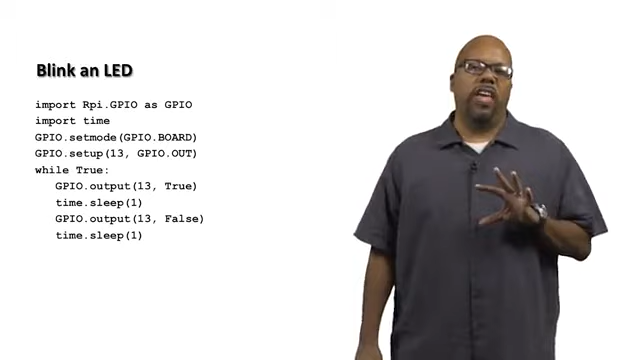 Blink an LED
import Rpi.GPIO as GPIO
import time
GPIO.setmode(GPIO.BOARD)
GPIO.setup(13, GPIO.OUT)
while True:
GPIO.output(13, True)
time.sleep(1)
GPIO.output(13, False)
time.sleep(1)